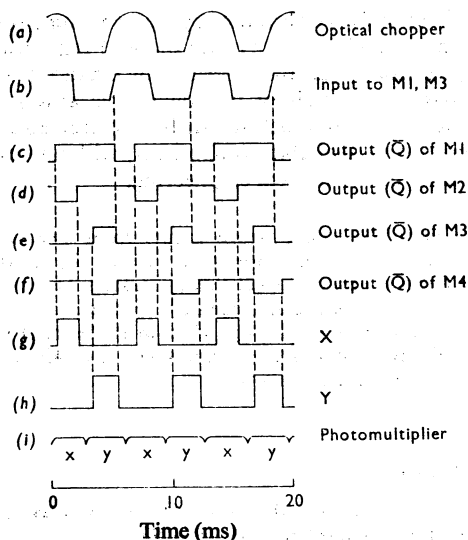 (a) Optical chopper
(b) Input to M1, M3
(c) Output (Q̄) of M1
(d) Output (Q̄) of M2
(e) Output (Q̄) of M3
(f) Output (Q̄) of M4
(g) X
(h) Y
(i) Photomultiplier
x y x y x y
0 10 20
Time (ms)